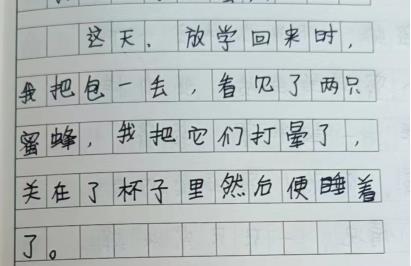 这天，放学回来时，
我把包一丢，看见了两只
蜜蜂，我把它们打晕了，
关在了杯子里然后便睡着
了。